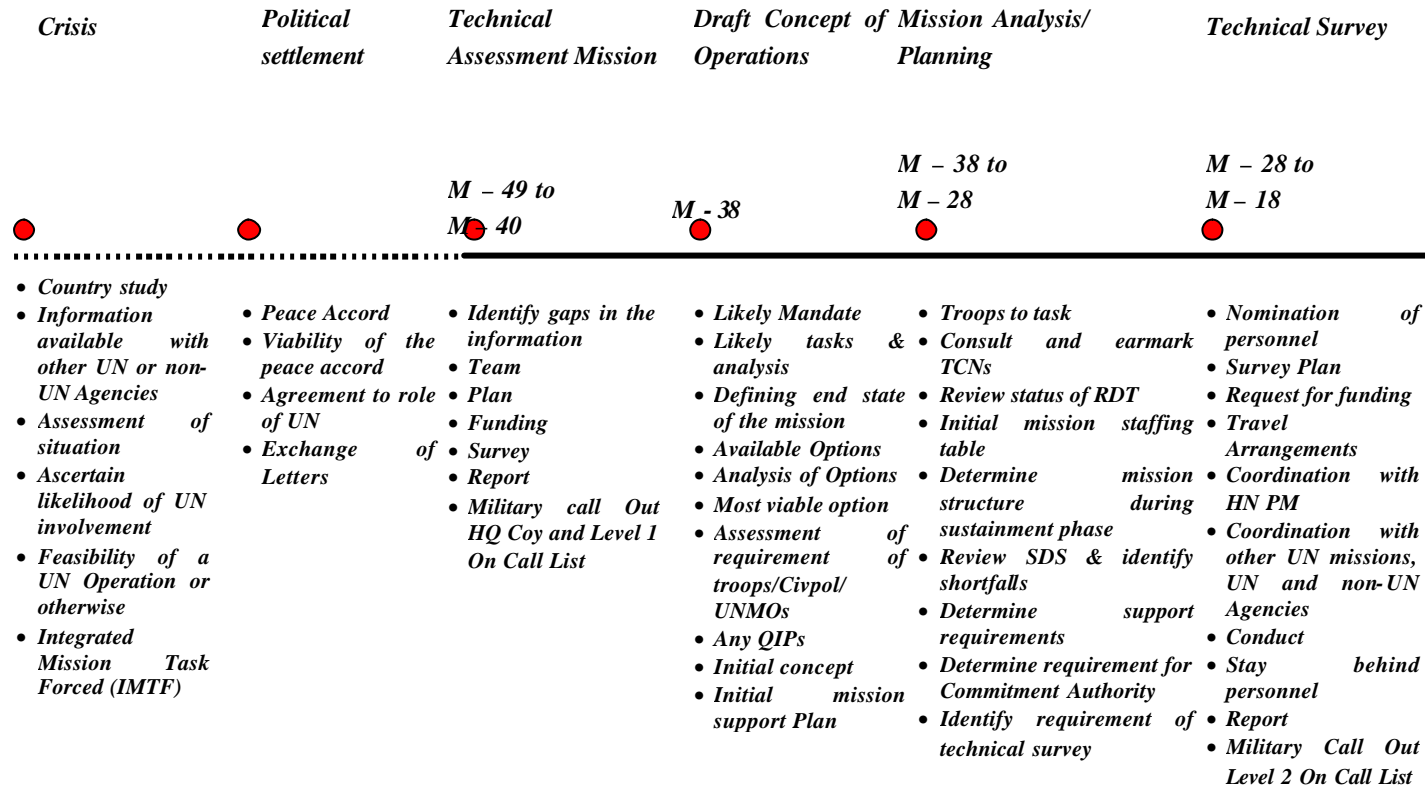 Crisis
Political
settlement
Technical
Assessment Mission
Draft Concept of
Operations
Mission Analysis/
Planning
Technical Survey
M – 49 to
M – 40
M - 38
M – 38 to
M – 28
M – 28 to
M – 18
• Country study
• Information
available with
other UN or non-
UN Agencies
• Assessment of
situation
• Ascertain
likelihood of UN
involvement
• Feasibility of a
UN Operation or
otherwise
• Integrated
Mission Task
Forced (IMTF)
• Peace Accord
• Viability of the
peace accord
• Agreement to role
of UN
• Exchange of
Letters
• Identify gaps in the
information
• Team
• Plan
• Funding
• Survey
• Report
• Military call Out
HQ Coy and Level 1
On Call List
• Likely Mandate
• Likely tasks &
analysis
• Defining end state
of the mission
• Available Options
• Analysis of Options
• Most viable option
• Assessment of
requirement of
troops/Civpol/
UNMOs
• Any QIPs
• Initial concept
• Initial mission
support Plan
• Troops to task
• Consult and earmark
TCNs
• Review status of RDT
• Initial mission staffing
table
• Determine mission
structure during
sustainment phase
• Review SDS & identify
shortfalls
• Determine support
requirements
• Determine requirement for
Commitment Authority
• Identify requirement of
technical survey
• Nomination of
personnel
• Survey Plan
• Request for funding
• Travel
Arrangements
• Coordination with
HN PM
• Coordination with
other UN missions,
UN and non-UN
Agencies
• Conduct
• Stay behind
personnel
• Report
• Military Call Out
Level 2 On Call List